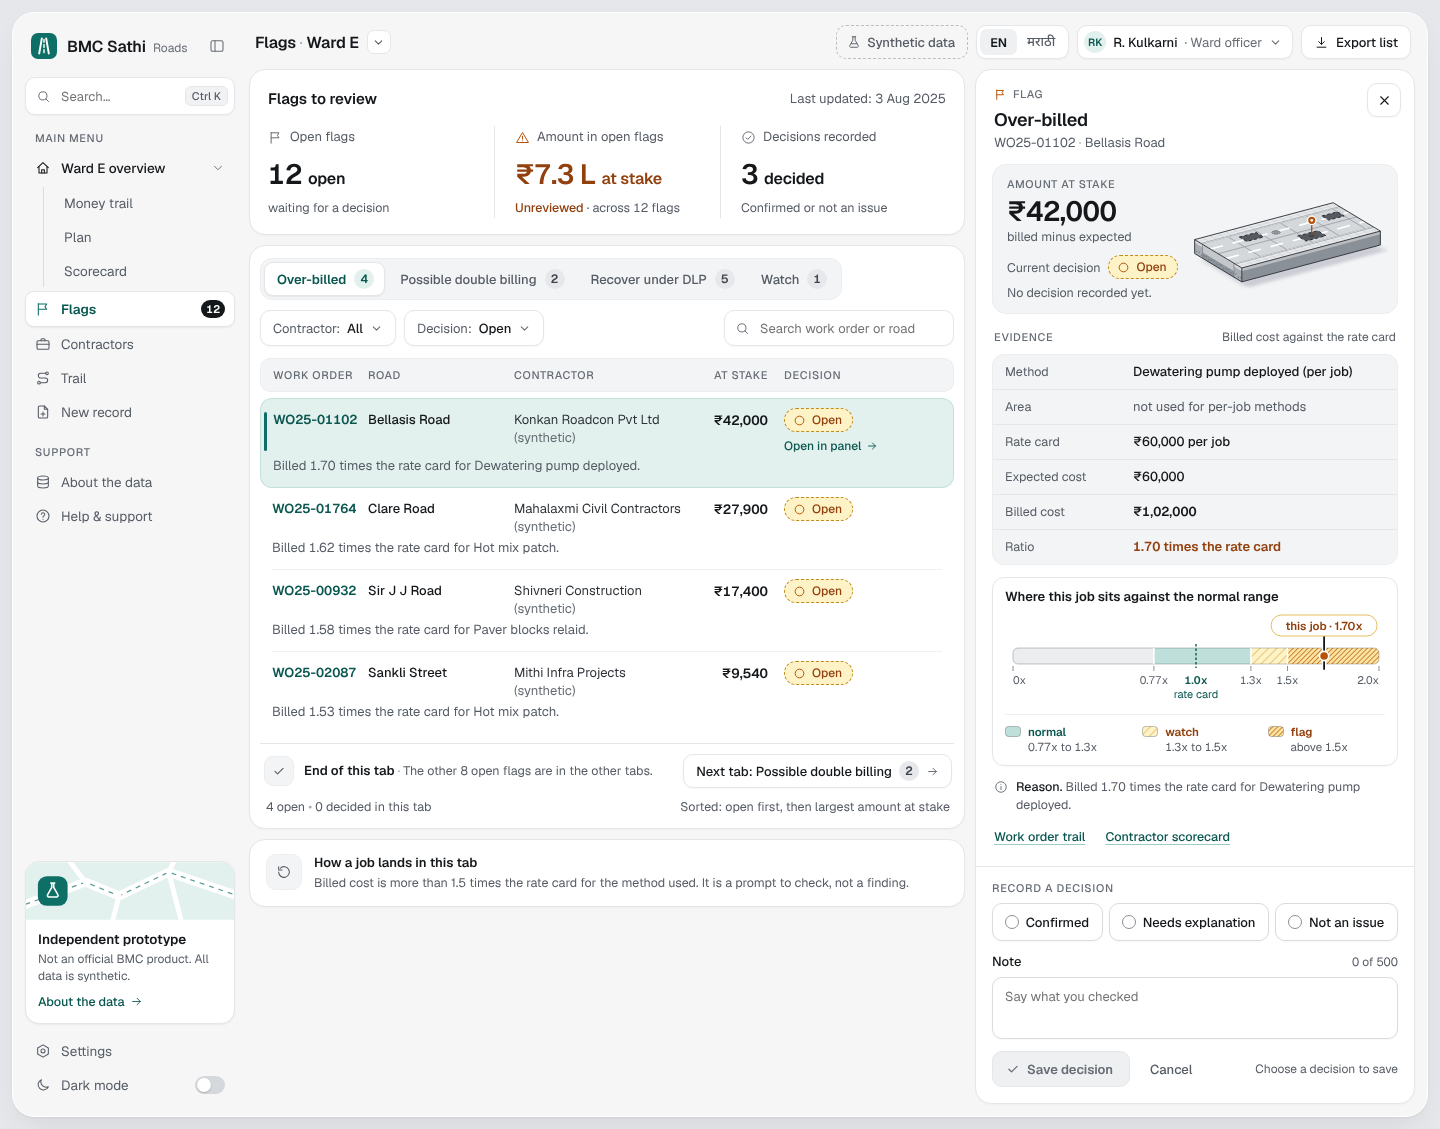 BMC Sathi Roads
Search...
Ctrl K
MAIN MENU
Ward E overview
Money trail
Plan
Scorecard
Flags
12
Contractors
Trail
New record
SUPPORT
About the data
Help & support
Independent prototype
Not an official BMC product. All
data is synthetic.
About the data →
Settings
Dark mode
Flags · Ward E
Synthetic data
EN
मराठी
RK
R. Kulkarni · Ward officer
Export list
Flags to review
Last updated: 3 Aug 2025
Open flags
12 open
waiting for a decision
Amount in open flags
₹7.3 L at stake
Unreviewed · across 12 flags
Decisions recorded
3 decided
Confirmed or not an issue
Over-billed 4
Possible double billing 2
Recover under DLP 5
Watch 1
Contractor: All
Decision: Open
Search work order or road
WORK ORDER ROAD CONTRACTOR AT STAKE DECISION
WO25-01102 Bellasis Road Konkan Roadcon Pvt Ltd ₹42,000 Open
(synthetic)
Open in panel →
Billed 1.70 times the rate card for Dewatering pump deployed.
WO25-01764 Clare Road Mahalaxmi Civil Contractors ₹27,900 Open
(synthetic)
Billed 1.62 times the rate card for Hot mix patch.
WO25-00932 Sir J J Road Shivneri Construction ₹17,400 Open
(synthetic)
Billed 1.58 times the rate card for Paver blocks relaid.
WO25-02087 Sankli Street Mithi Infra Projects ₹9,540 Open
(synthetic)
Billed 1.53 times the rate card for Hot mix patch.
End of this tab · The other 8 open flags are in the other tabs.
Next tab: Possible double billing 2 →
4 open · 0 decided in this tab
Sorted: open first, then largest amount at stake
How a job lands in this tab
Billed cost is more than 1.5 times the rate card for the method used. It is a prompt to check, not a finding.
FLAG
Over-billed
WO25-01102 · Bellasis Road
AMOUNT AT STAKE
₹42,000
billed minus expected
Current decision Open
No decision recorded yet.
EVIDENCE
Billed cost against the rate card
Method Dewatering pump deployed (per job)
Area not used for per-job methods
Rate card ₹60,000 per job
Expected cost ₹60,000
Billed cost ₹1,02,000
Ratio 1.70 times the rate card
Where this job sits against the normal range
this job · 1.70x
0x 0.77x 1.0x 1.3x 1.5x 2.0x
rate card
normal
0.77x to 1.3x
watch
1.3x to 1.5x
flag
above 1.5x
Reason. Billed 1.70 times the rate card for Dewatering pump
deployed.
Work order trail
Contractor scorecard
RECORD A DECISION
Confirmed
Needs explanation
Not an issue
Note
0 of 500
Say what you checked
Save decision
Cancel
Choose a decision to save